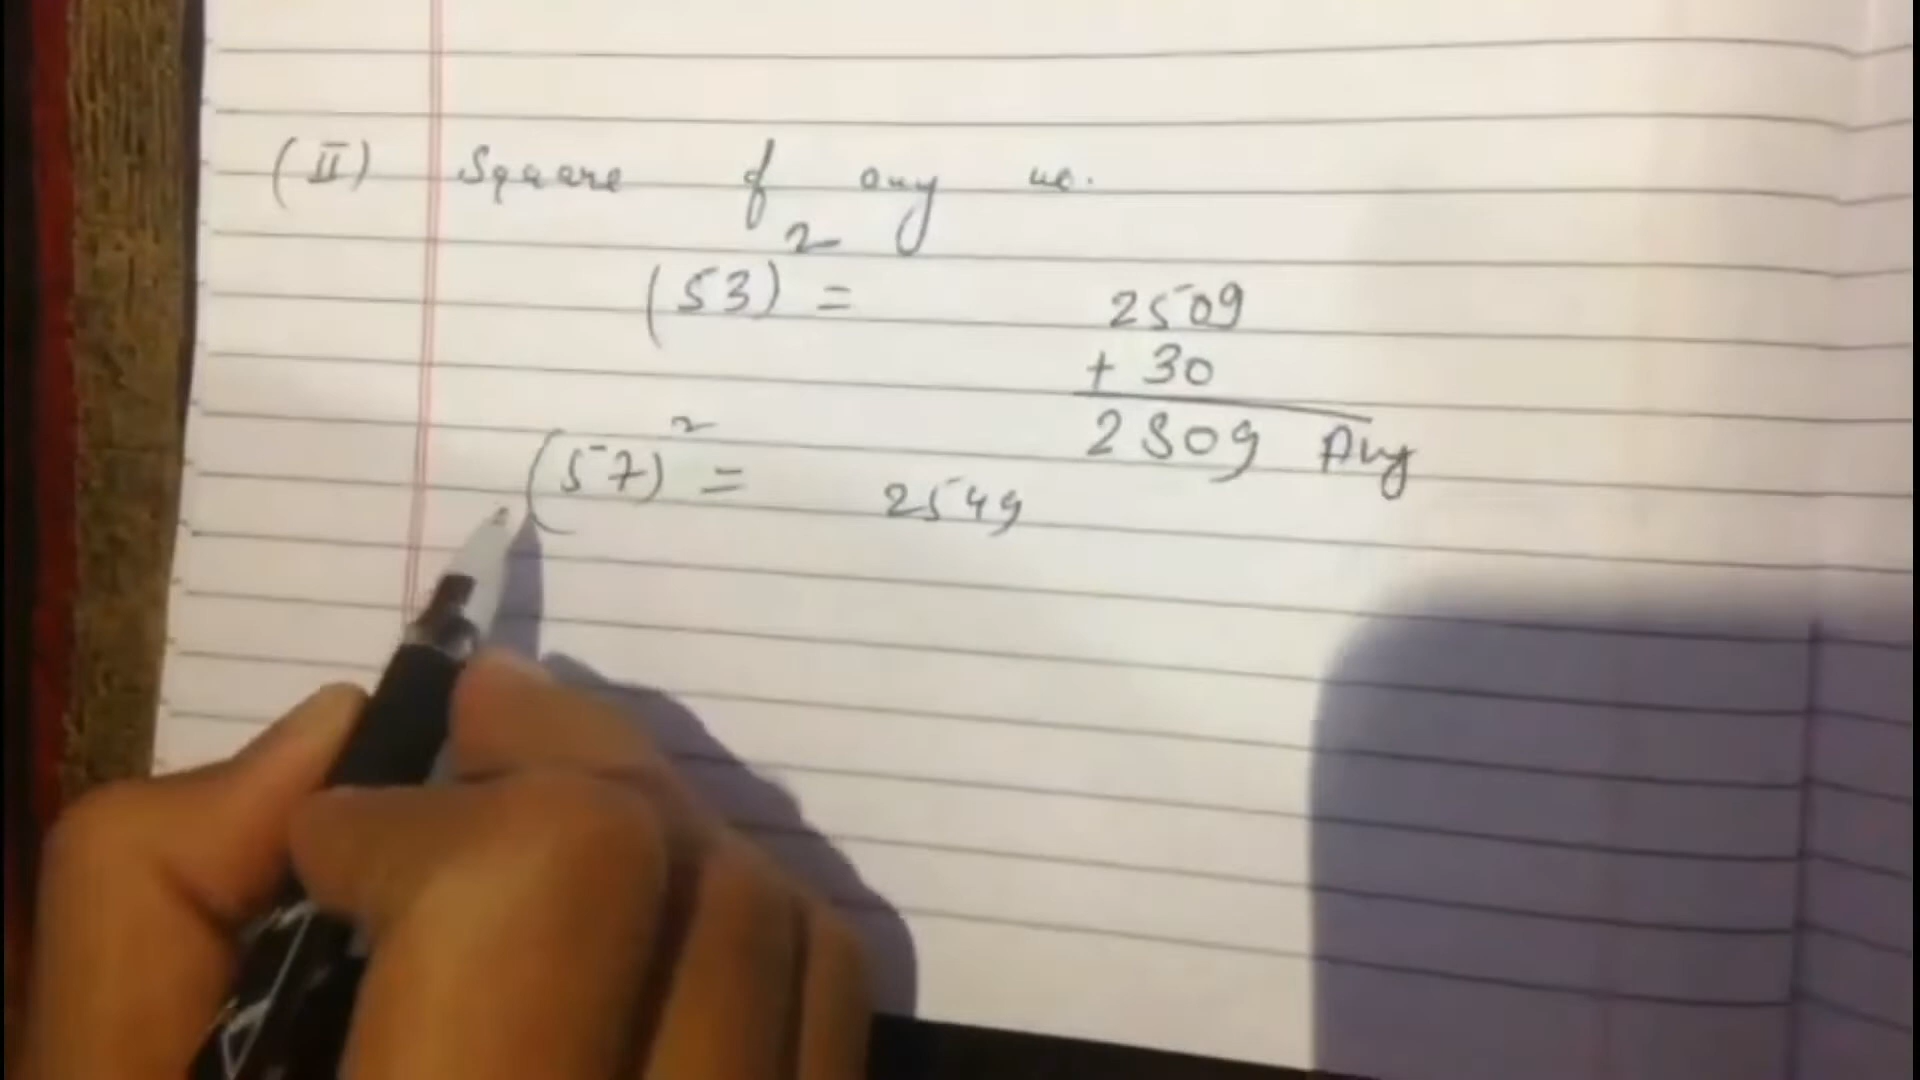 (II) Square of any no.
(53)² = 2509
+ 30
2809 Ans
(57)² = 2549